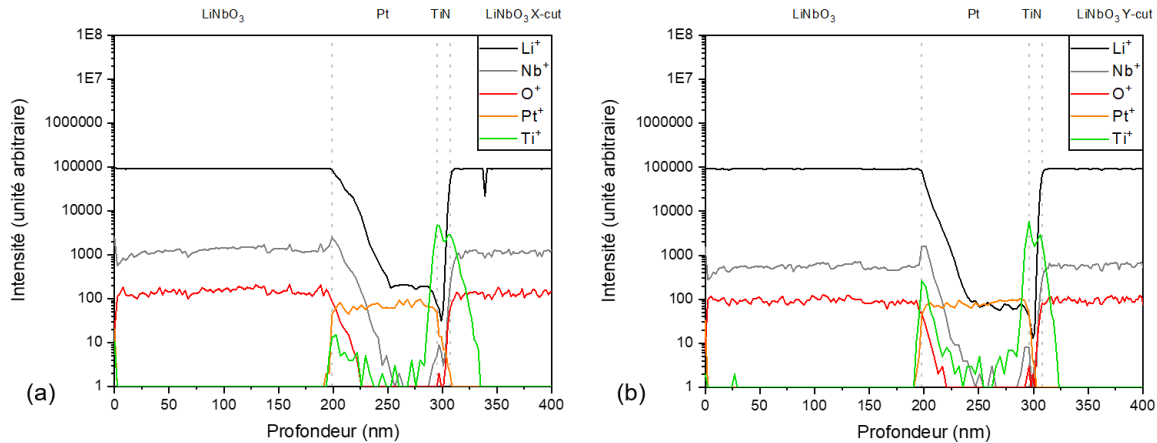 LiNbO₃ Pt TiN LiNbO₃ X-cut
1E8
1E7
1000000
100000
10000
1000
100
10
1
Intensité (unité arbitraire)
Li⁺
Nb⁺
O⁺
Pt⁺
Ti⁺
0 50 100 150 200 250 300 350 400
Profondeur (nm)
(a)
LiNbO₃ Pt TiN LiNbO₃ Y-cut
1E8
1E7
1000000
100000
10000
1000
100
10
1
Intensité (unité arbitraire)
Li⁺
Nb⁺
O⁺
Pt⁺
Ti⁺
0 50 100 150 200 250 300 350 400
Profondeur (nm)
(b)